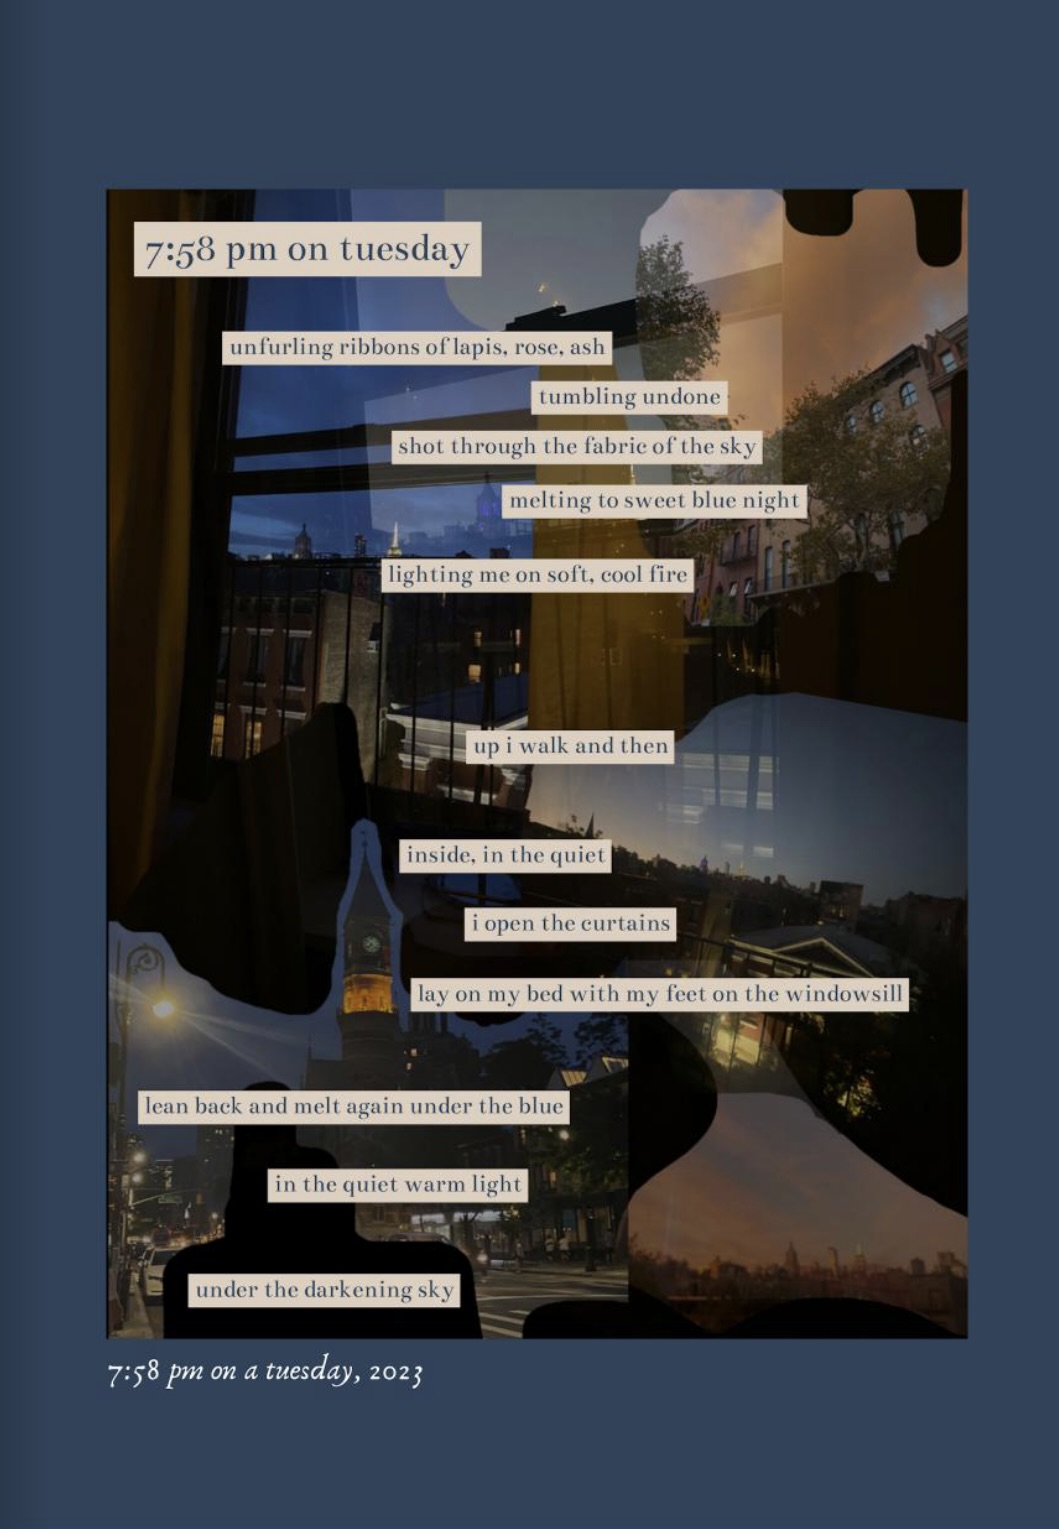 7:58 pm on tuesday
unfurling ribbons of lapis, rose, ash
tumbling undone
shot through the fabric of the sky
melting to sweet blue night
lighting me on soft, cool fire
up i walk and then
inside, in the quiet
i open the curtains
lay on my bed with my feet on the windowsill
lean back and melt again under the blue
in the quiet warm light
under the darkening sky
7:58 pm on a tuesday, 2023